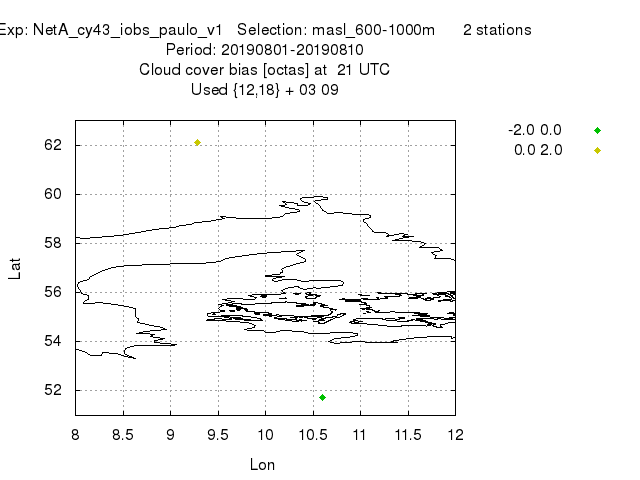 Exp: NetA_cy43_iobs_paulo_v1 Selection: masl_600-1000m 2 stations
Period: 20190801-20190810
Cloud cover bias [octas] at 21 UTC
Used {12,18} + 03 09
-2.0 0.0
0.0 2.0
62
60
58
56
54
52
Lat
8 8.5 9 9.5 10 10.5 11 11.5 12
Lon